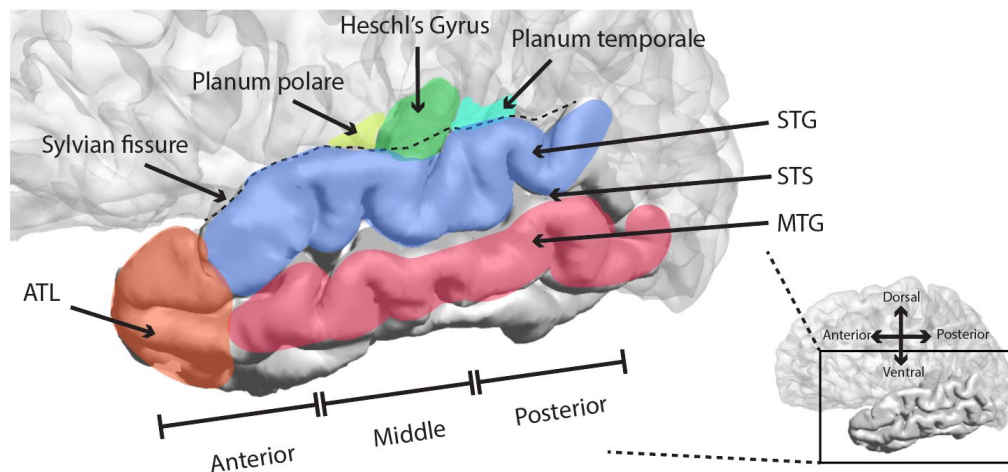 Heschl's Gyrus
Planum temporale
Planum polare
Sylvian fissure
STG
STS
MTG
ATL
Anterior
Middle
Posterior
Dorsal
Anterior
Posterior
Ventral